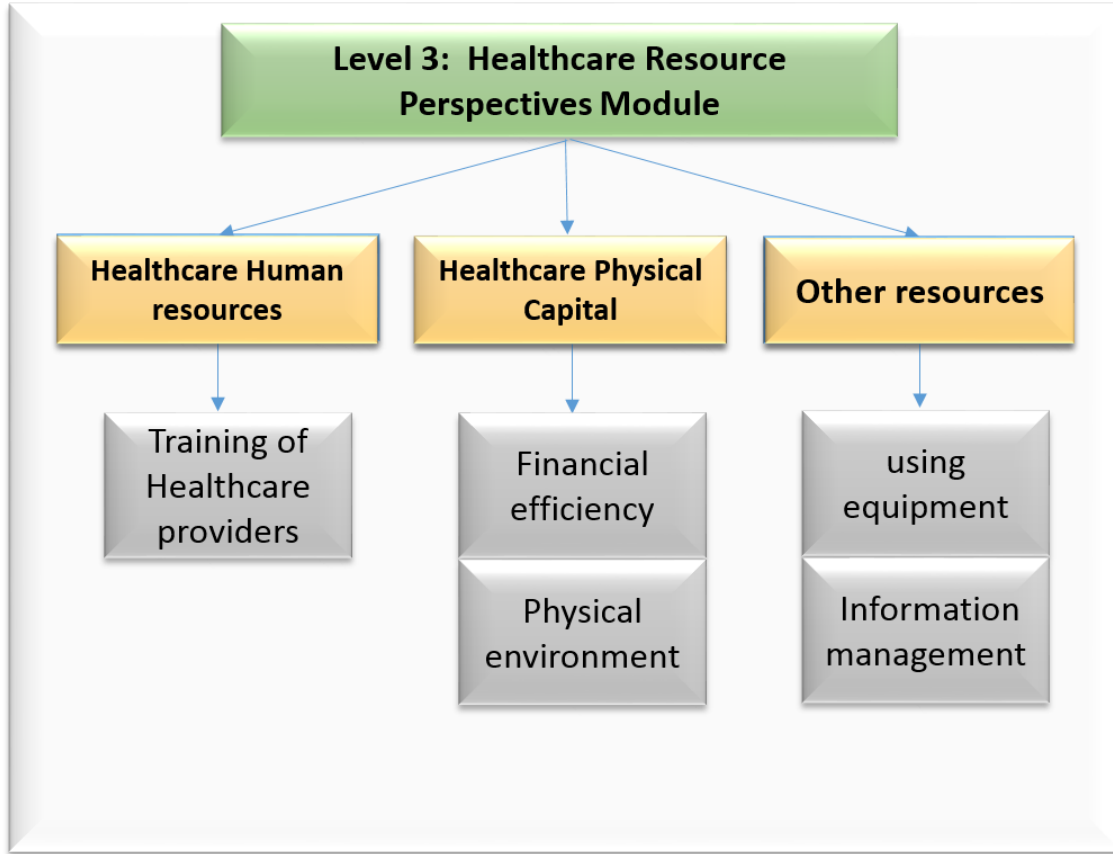 Level 3:  Healthcare Resource
Perspectives Module
Healthcare Human
resources
Healthcare Physical
Capital
Other resources
Training of
Healthcare
providers
Financial
efficiency
Physical
environment
using
equipment
Information
management